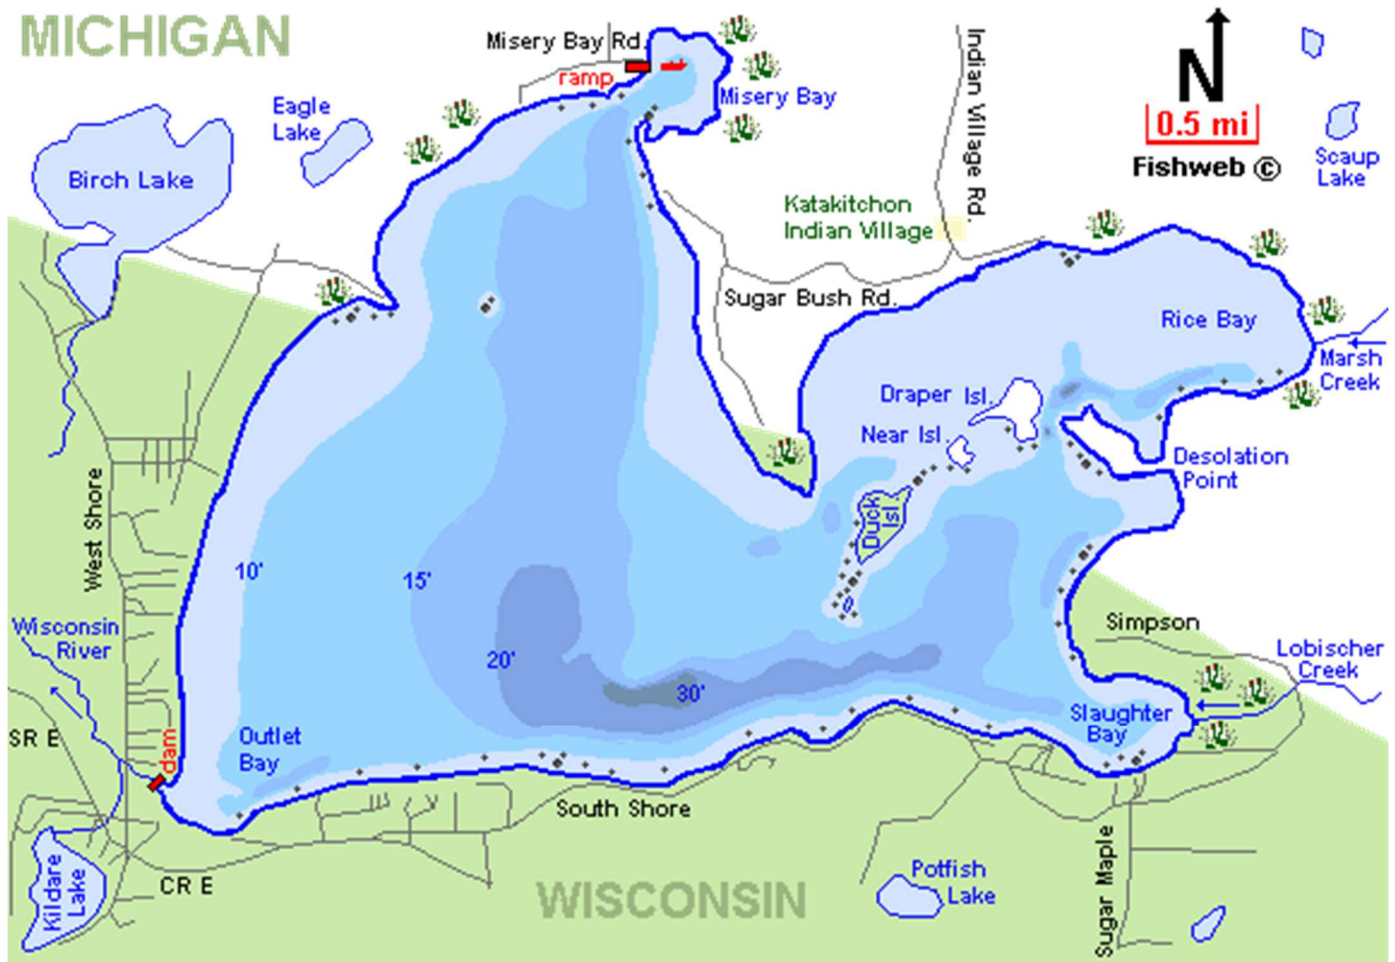 MICHIGAN
Misery Bay Rd.
ramp
Misery Bay
Eagle
Lake
Birch Lake
Indian Village Rd.
N
0.5 mi
Fishweb ©
Scaup
Lake
Katakitchon
Indian Village
Sugar Bush Rd.
Rice Bay
Marsh
Creek
Draper Isl.
Near Isl.
Desolation
Point
Duck
Isl.
West Shore
10'
15'
20'
30'
Wisconsin
River
Simpson
Lobischer
Creek
Slaughter
Bay
SR E
dam
Outlet
Bay
South Shore
CR E
Kildare
Lake
WISCONSIN
Potfish
Lake
Sugar Maple